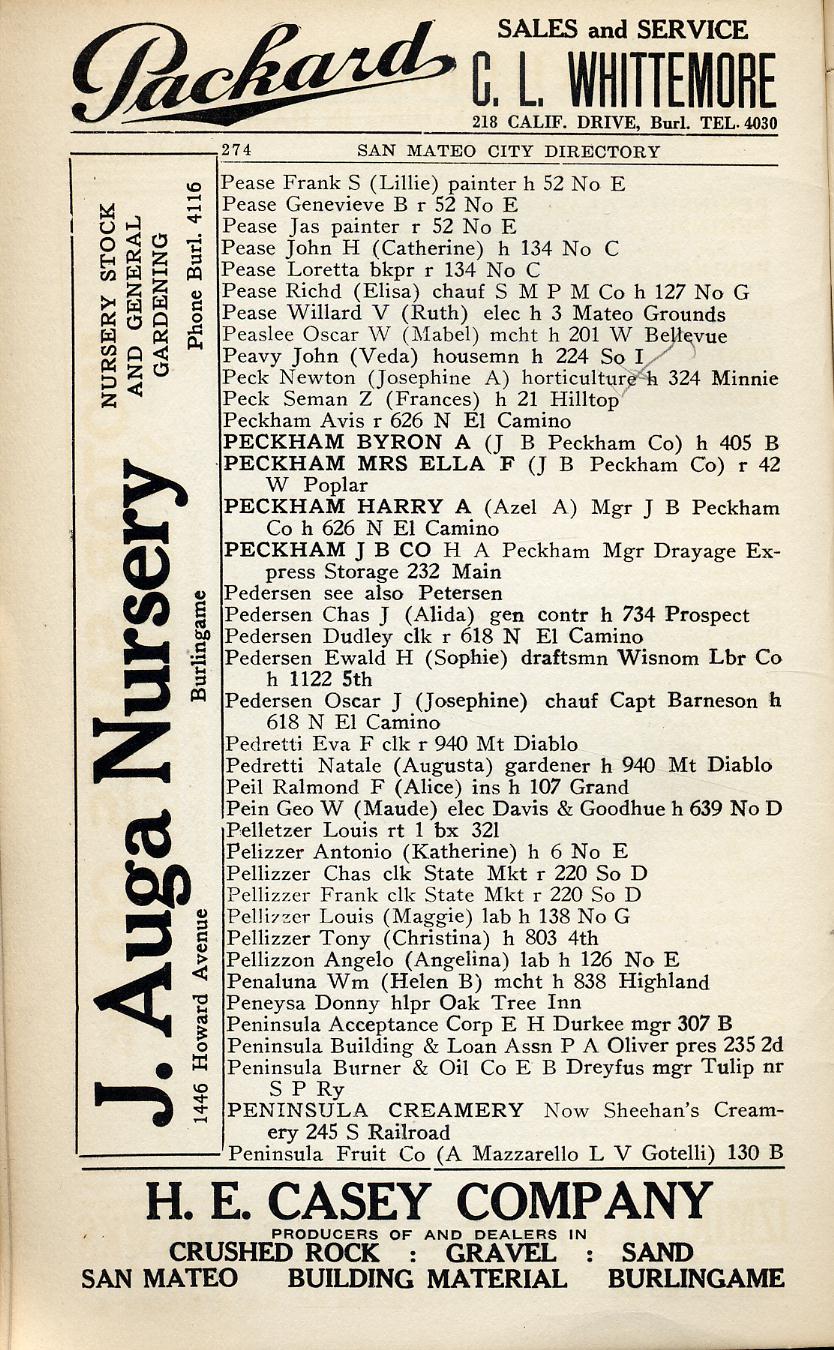 Packard
SALES and SERVICE
C. L. WHITTEMORE
218 CALIF. DRIVE, Burl. TEL. 4030
274 SAN MATEO CITY DIRECTORY
Pease Frank S (Lillie) painter h 52 No E
Pease Genevieve B r 52 No E
Pease Jas painter r 52 No E
Pease John H (Catherine) h 134 No C
Pease Loretta bkpr r 134 No C
Pease Richd (Elisa) chauf S M P M Co h 127 No G
Pease Willard V (Ruth) elec h 3 Mateo Grounds
Peaslee Oscar W (Mabel) mcht h 201 W Bellevue
Peavy John (Veda) housemn h 224 So I
Peck Newton (Josephine A) horticulture h 324 Minnie
Peck Seman Z (Frances) h 21 Hilltop
Peckham Avis r 626 N El Camino
PECKHAM BYRON A (J B Peckham Co) h 405 B
PECKHAM MRS ELLA F (J B Peckham Co) r 42
W Poplar
PECKHAM HARRY A (Azel A) Mgr J B Peckham
Co h 626 N El Camino
PECKHAM J B CO H A Peckham Mgr Drayage Ex-
press Storage 232 Main
Pedersen see also Petersen
Pedersen Chas J (Alida) gen contr h 734 Prospect
Pedersen Dudley clk r 618 N El Camino
Pedersen Ewald H (Sophie) draftsmn Wisnom Lbr Co
h 1122 5th
Pedersen Oscar J (Josephine) chauf Capt Barneson h
618 N El Camino
Pedretti Eva F clk r 940 Mt Diablo
Pedretti Natale (Augusta) gardener h 940 Mt Diablo
Peil Ralmond F (Alice) ins h 107 Grand
Pein Geo W (Maude) elec Davis & Goodhue h 639 No D
Pelletzer Louis rt 1 bx 321
Pelizzer Antonio (Katherine) h 6 No E
Pellizzer Chas clk State Mkt r 220 So D
Pellizzer Frank clk State Mkt r 220 So D
Pellizzer Louis (Maggie) lab h 138 No G
Pellizzer Tony (Christina) h 803 4th
Pellizzon Angelo (Angelina) lab h 126 No E
Penaluna Wm (Helen B) mcht h 838 Highland
Peneysa Donny hlpr Oak Tree Inn
Peninsula Acceptance Corp E H Durkee mgr 307 B
Peninsula Building & Loan Assn P A Oliver pres 235 2d
Peninsula Burner & Oil Co E B Dreyfus mgr Tulip nr
S P Ry
PENINSULA CREAMERY Now Sheehan's Cream-
ery 245 S Railroad
Peninsula Fruit Co (A Mazzarello L V Gotelli) 130 B
J. Auga Nursery
NURSERY STOCK
AND GENERAL
GARDENING
1446 Howard Avenue Burlingame Phone Burl. 4116
H. E. CASEY COMPANY
PRODUCERS OF AND DEALERS IN
CRUSHED ROCK : GRAVEL : SAND
SAN MATEO BUILDING MATERIAL BURLINGAME